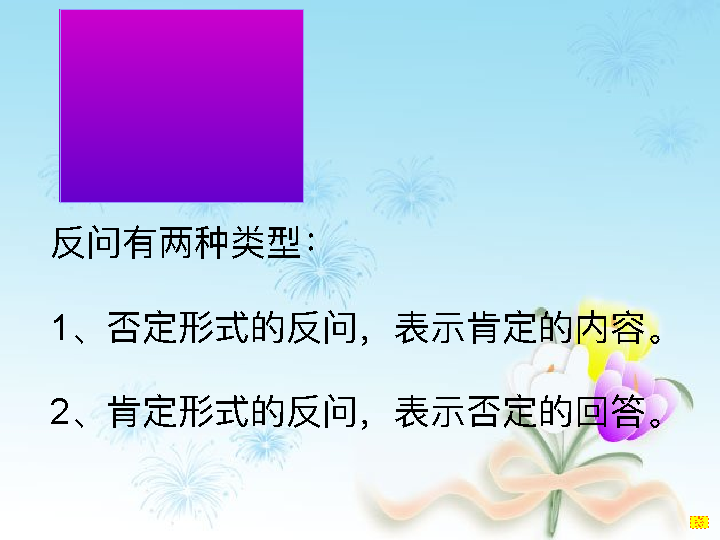 反问有两种类型：
1、否定形式的反问，表示肯定的内容。
2、肯定形式的反问，表示否定的回答。